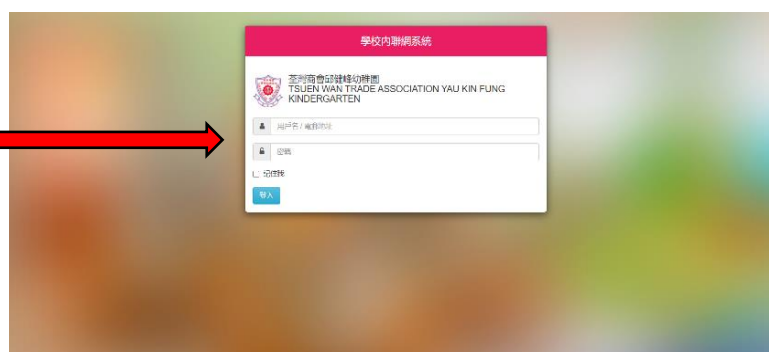 學校內聯網系統
荃灣商會邱健峰幼稚園
TSUEN WAN TRADE ASSOCIATION YAU KIN FUNG
KINDERGARTEN
用戶名 / 電郵地址
密碼
記住我
登入